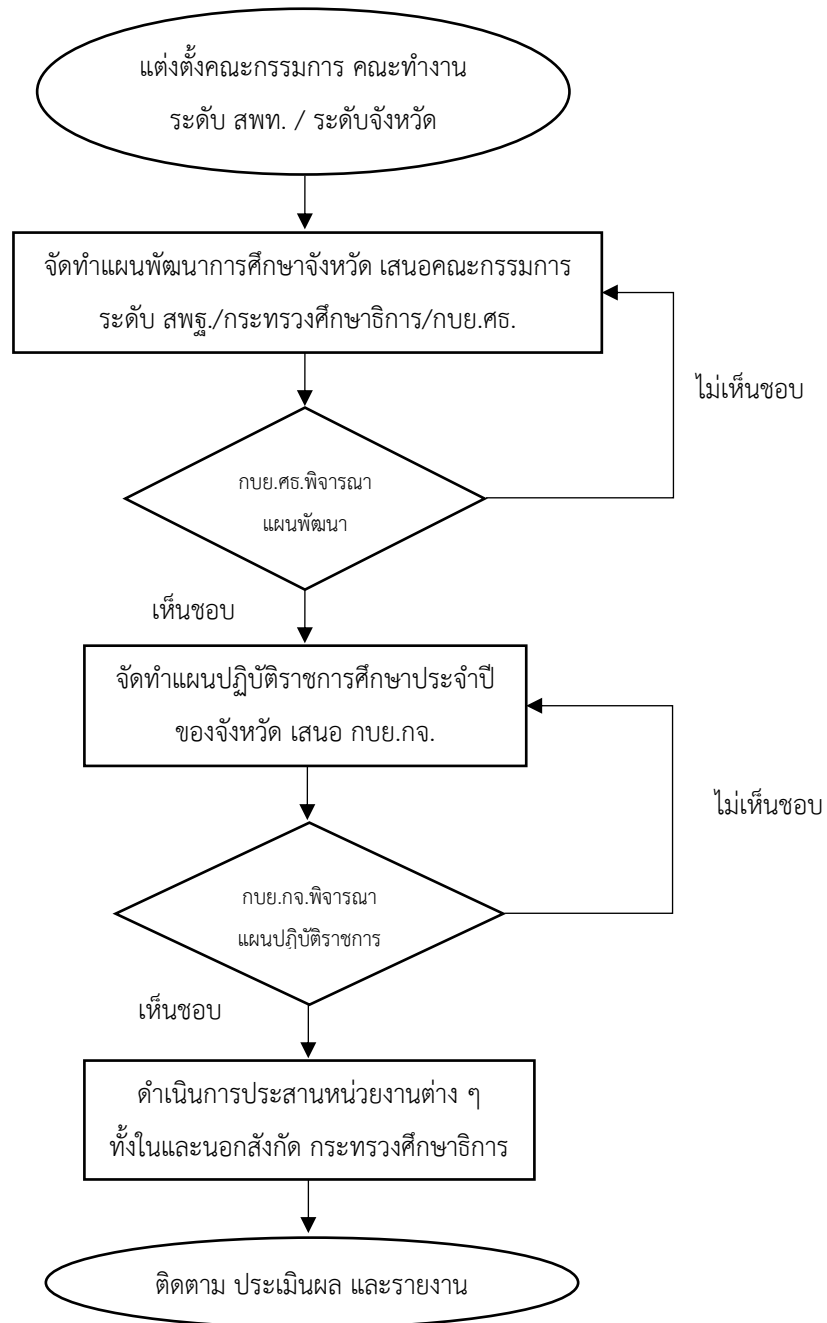 แต่งตั้งคณะกรรมการ คณะทำงาน
ระดับ สพท. / ระดับจังหวัด
จัดทำแผนพัฒนาการศึกษาจังหวัด เสนอคณะกรรมการ
ระดับ สพฐ./กระทรวงศึกษาธิการ/กบย.ศธ.
ไม่เห็นชอบ
กบย.ศธ.พิจารณา
แผนพัฒนา
เห็นชอบ
จัดทำแผนปฏิบัติราชการศึกษาประจำปี
ของจังหวัด เสนอ กบย.กจ.
ไม่เห็นชอบ
กบย.กจ.พิจารณา
แผนปฏิบัติราชการ
เห็นชอบ
ดำเนินการประสานหน่วยงานต่าง ๆ
ทั้งในและนอกสังกัด กระทรวงศึกษาธิการ
ติดตาม ประเมินผล และรายงาน